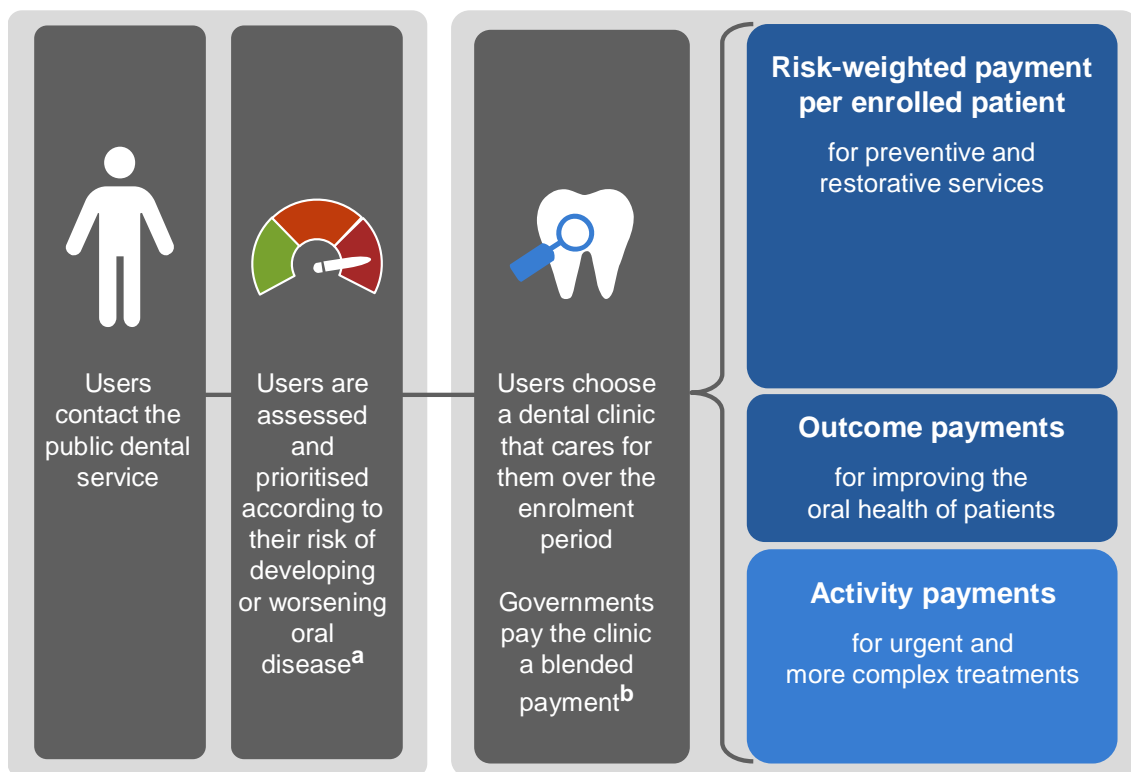 Users
contact the
public dental
service
Users are
assessed
and
prioritised
according to
their risk of
developing
or worsening
oral
disease^a
Users choose
a dental clinic
that cares for
them over the
enrolment
period
Governments
pay the clinic
a blended
payment^b
Risk-weighted payment
per enrolled patient
for preventive and
restorative services
Outcome payments
for improving the
oral health of patients
Activity payments
for urgent and
more complex treatments